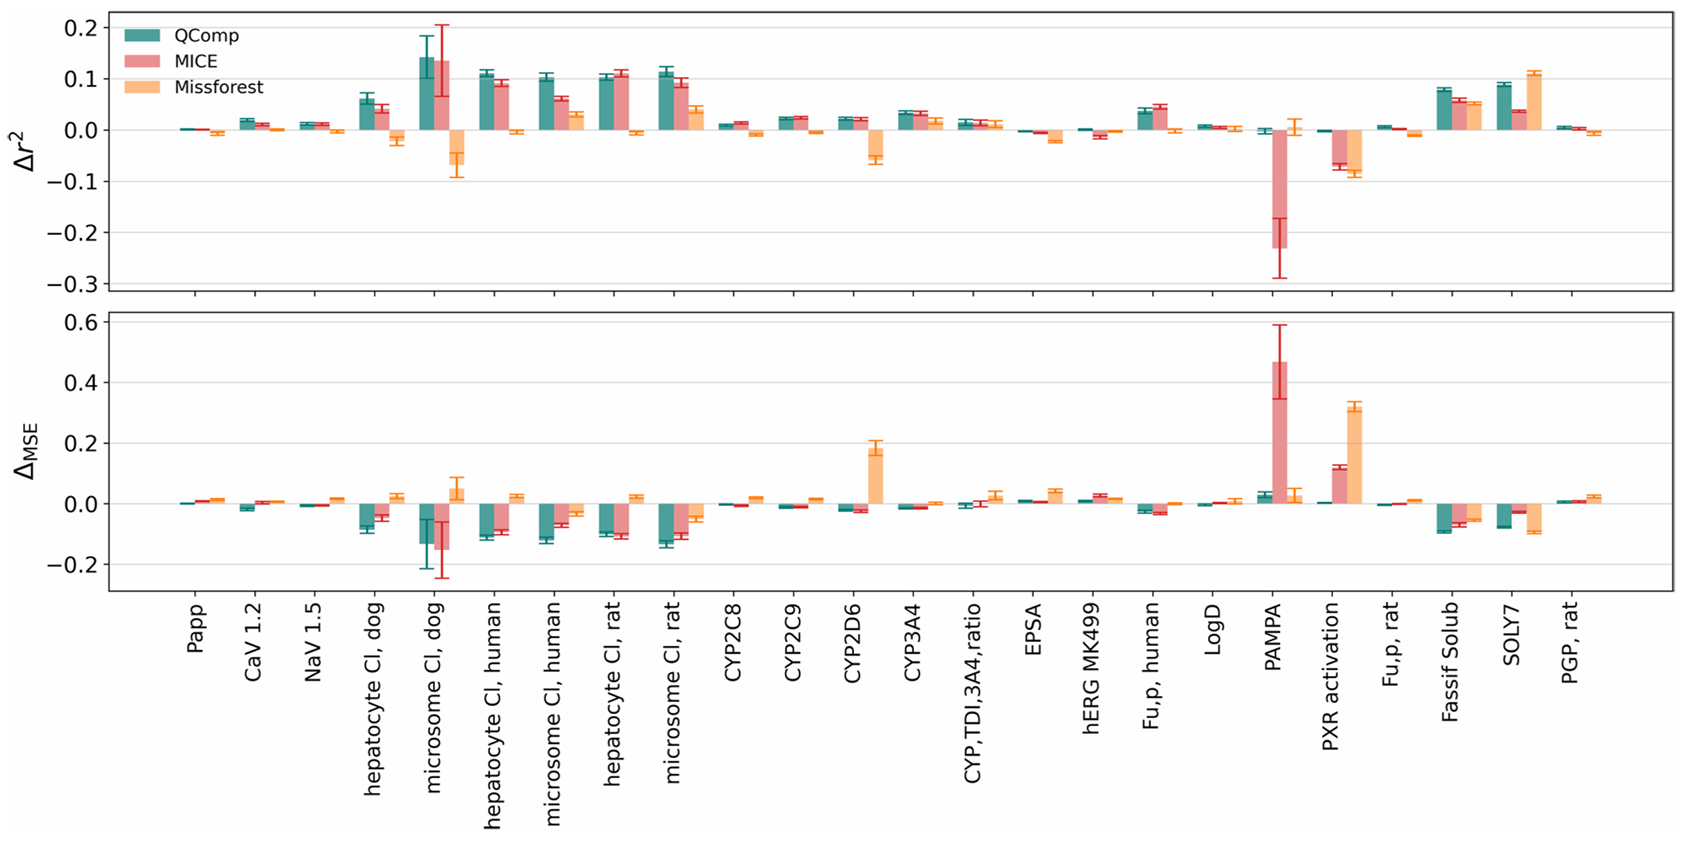 0.2
0.1
0.0
−0.1
−0.2
−0.3
Δr²
QComp
MICE
Missforest
0.6
0.4
0.2
0.0
−0.2
ΔMSE
Papp
CaV 1.2
NaV 1.5
hepatocyte Cl, dog
microsome Cl, dog
hepatocyte Cl, human
microsome Cl, human
hepatocyte Cl, rat
microsome Cl, rat
CYP2C8
CYP2C9
CYP2D6
CYP3A4
CYP,TDI,3A4,ratio
EPSA
hERG MK499
Fu,p, human
LogD
PAMPA
PXR activation
Fu,p, rat
Fassif Solub
SOLY7
PGP, rat